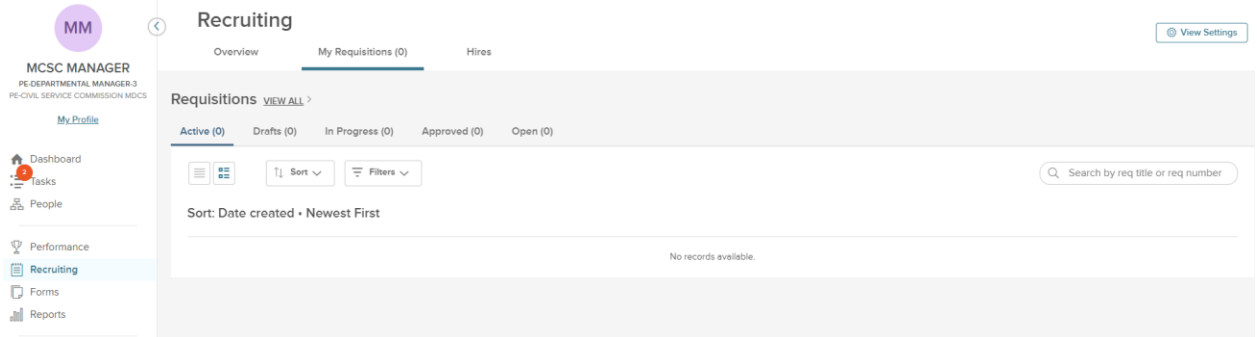 MM
MCSC MANAGER
PE-DEPARTMENTAL MANAGER-3
PE-CIVIL SERVICE COMMISSION MDCS
My Profile
Dashboard
2
Tasks
People
Performance
Recruiting
Forms
Reports
Recruiting
View Settings
Overview My Requisitions (0) Hires
Requisitions VIEW ALL >
Active (0) Drafts (0) In Progress (0) Approved (0) Open (0)
Sort Filters Search by req title or req number
Sort: Date created • Newest First
No records available.